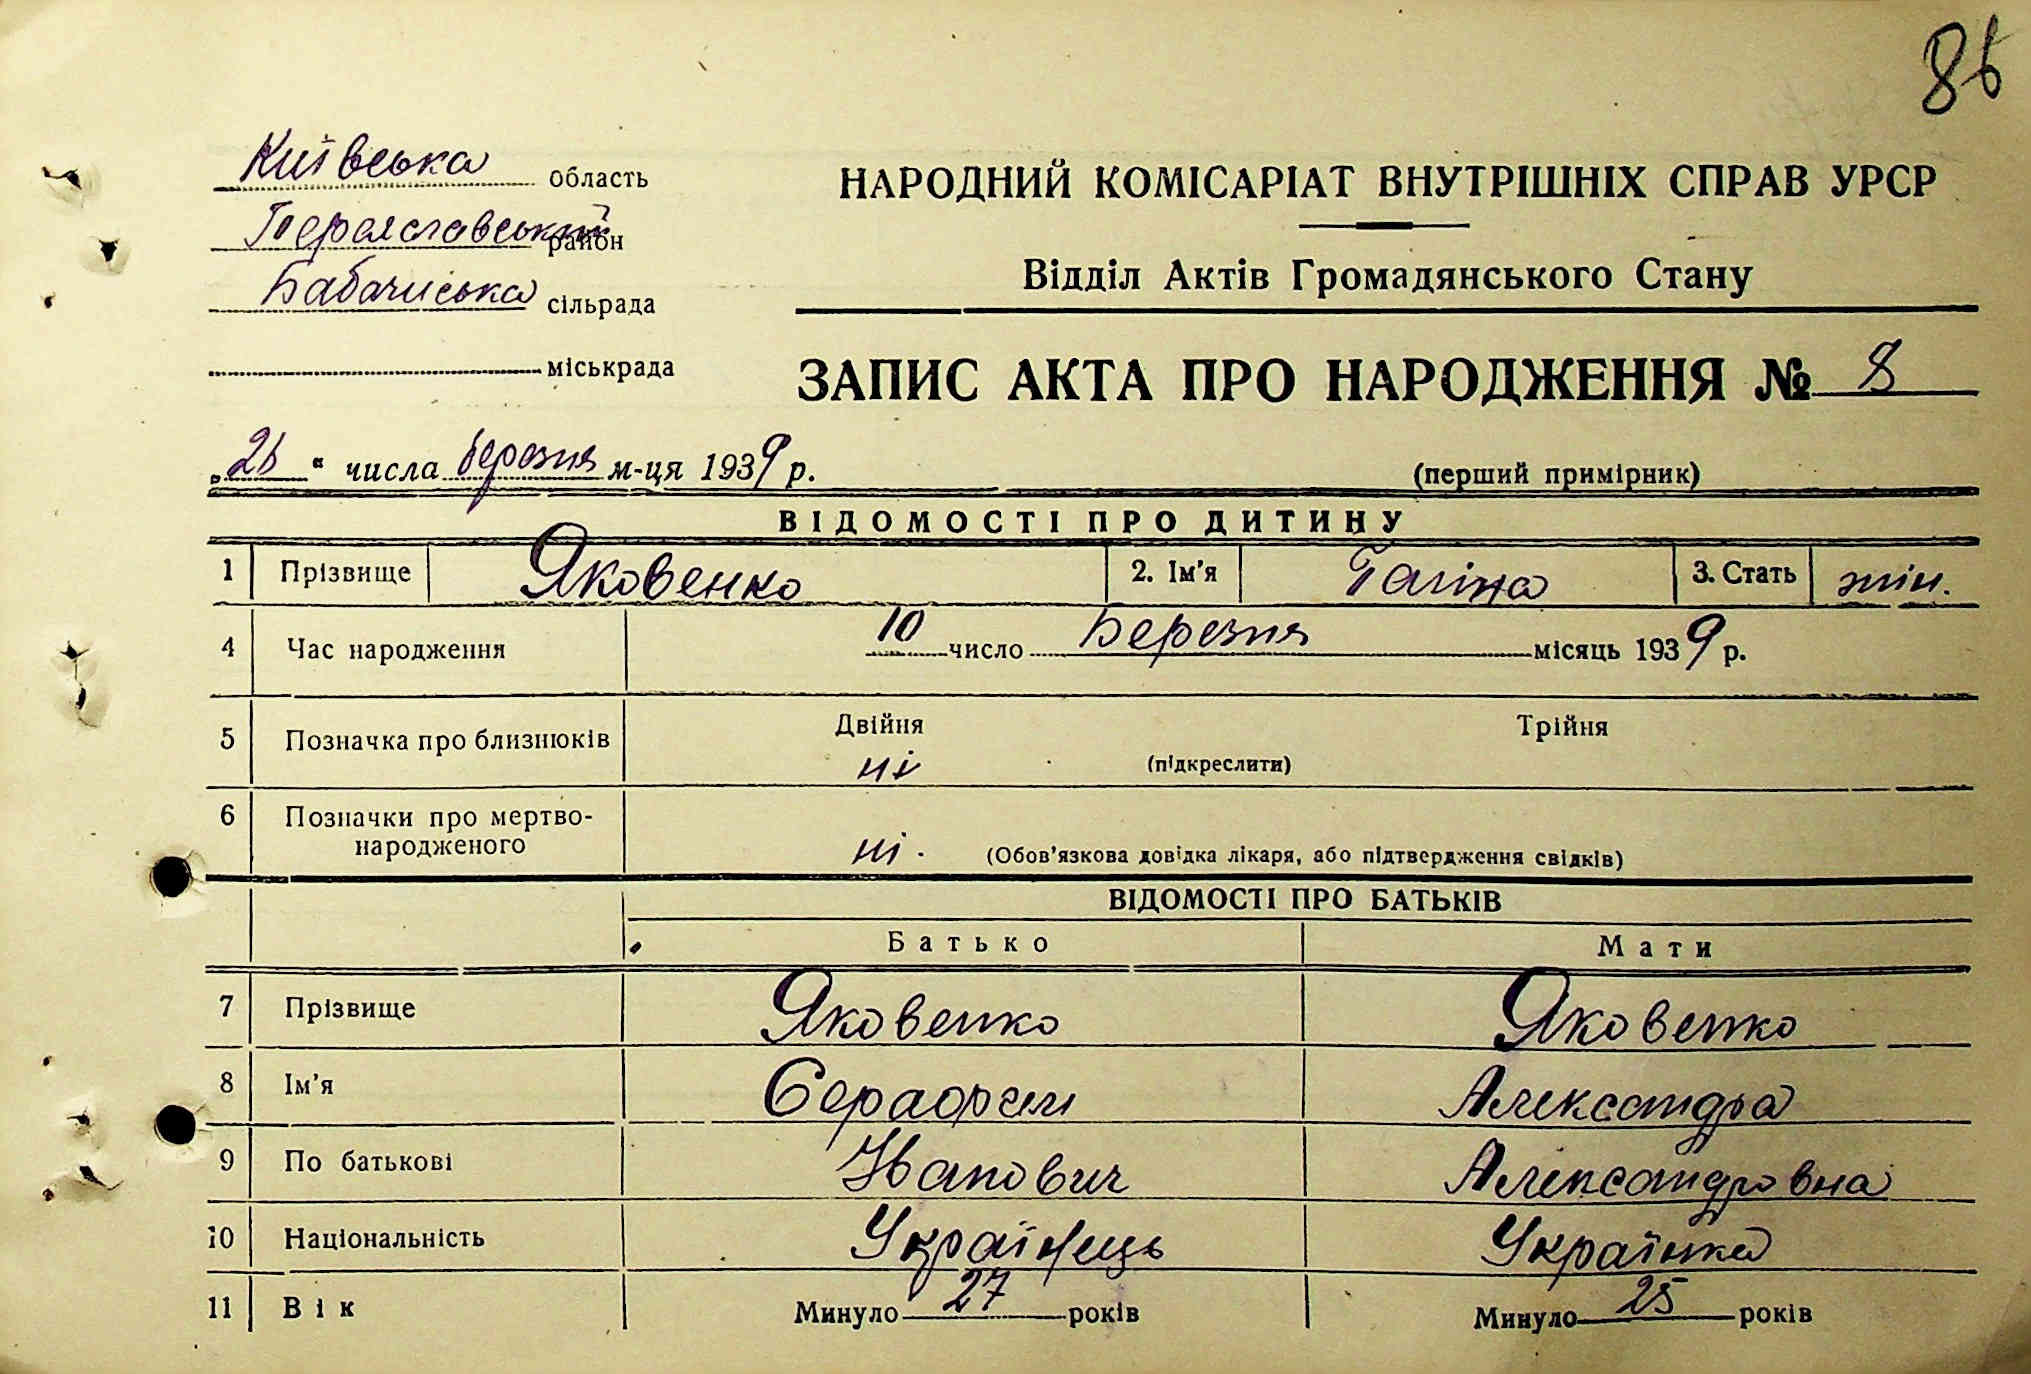 86
Київська область
Переяславський район
Бабачиська сільрада
міськрада
НАРОДНИЙ КОМІСАРІАТ ВНУТРІШНІХ СПРАВ УРСР
Відділ Актів Громадянського Стану
ЗАПИС АКТА ПРО НАРОДЖЕННЯ № 8
„26“ числа березня м-ця 1939 р.
(перший примірник)
ВІДОМОСТІ ПРО ДИТИНУ
1 Прізвище Яковенко 2. Ім'я Галіна 3. Стать жін.
4 Час народження 10 число Березня місяць 1939 р.
5 Позначка про близнюків Двійня ні (підкреслити) Трійня
6 Позначки про мертво-
народженого ні. (Обов'язкова довідка лікаря, або підтвердження свідків)
ВІДОМОСТІ ПРО БАТЬКІВ
Батько Мати
7 Прізвище Яковенко Яковенко
8 Ім'я Серафим Александра
9 По батькові Іванович Александровна
10 Національність Українець Українка
11 Вік Минуло 27 років Минуло 25 років